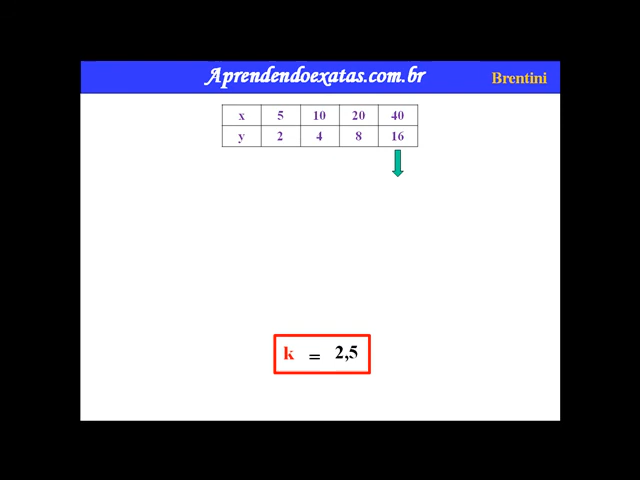 Aprendendoexatas.com.br
Brentini
x 5 10 20 40
y 2 4 8 16
k = 2,5